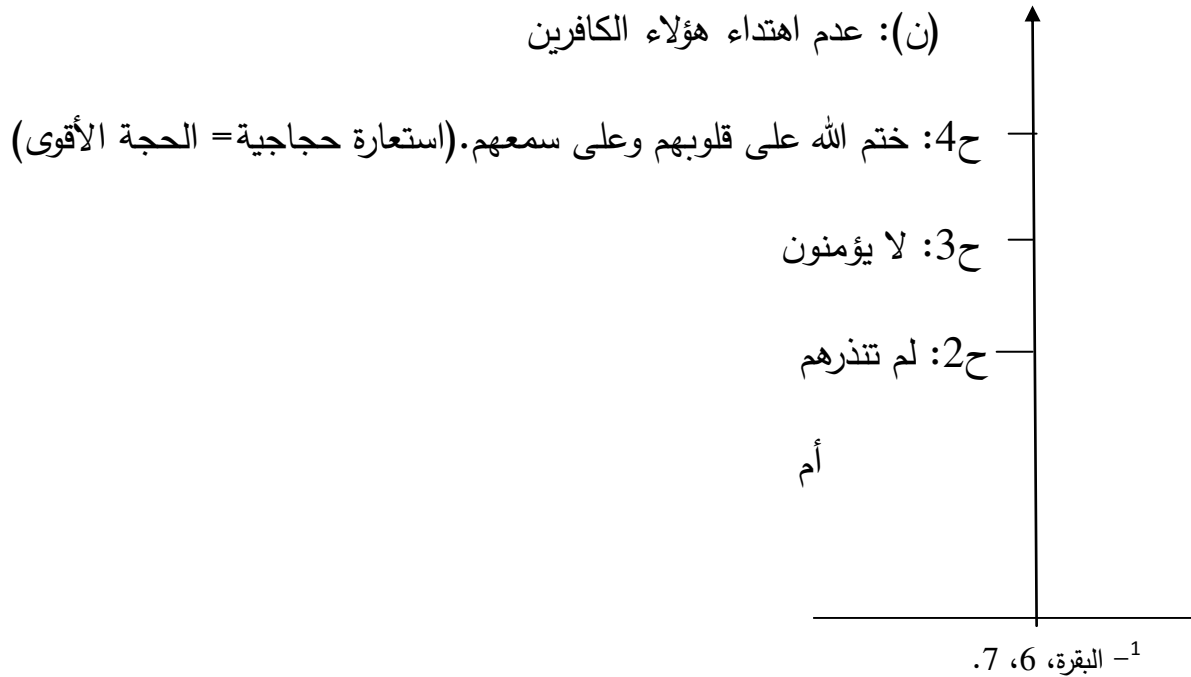 (ن): عدم اهتداء هؤلاء الكافرين
ح4: ختم الله على قلوبهم وعلى سمعهم.(استعارة حجاجية= الحجة الأقوى)
ح3: لا يؤمنون
ح2: لم تنذرهم
أم
1– البقرة، 6، 7.